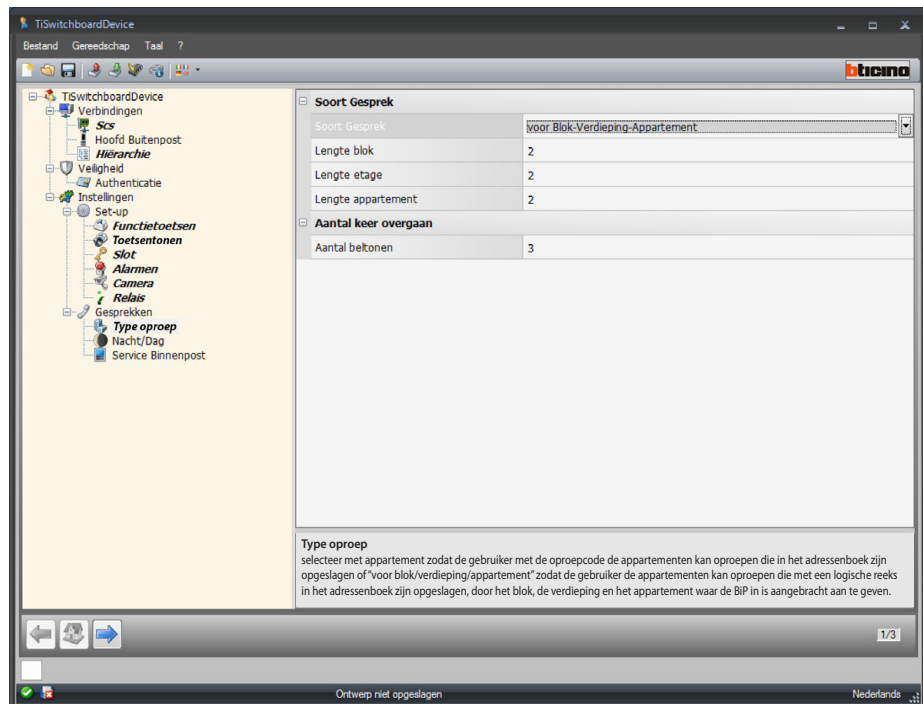 TiSwitchboardDevice
Bestand Gereedschap Taal ?
bticino
TiSwitchboardDevice
Verbindingen
Scs
Hoofd Buitenpost
Hiërarchie
Veiligheid
Authenticatie
Instellingen
Set-up
Functietoetsen
Toetsentonen
Slot
Alarmen
Camera
Relais
Gesprekken
Type oproep
Nacht/Dag
Service Binnenpost
Soort Gesprek
Soort Gesprek voor Blok-Verdieping-Appartement
Lengte blok 2
Lengte etage 2
Lengte appartement 2
Aantal keer overgaan
Aantal beltonen 3
Type oproep
selecteer met appartement zodat de gebruiker met de oproepcode de appartementen kan oproepen die in het adressenboek zijn
opgeslagen of "voor blok/verdieping/appartement" zodat de gebruiker de appartementen kan oproepen die met een logische reeks
in het adressenboek zijn opgeslagen, door het blok, de verdieping en het appartement waar de BiP in is aangebracht aan te geven.
1/3
Ontwerp niet opgeslagen
Nederlands